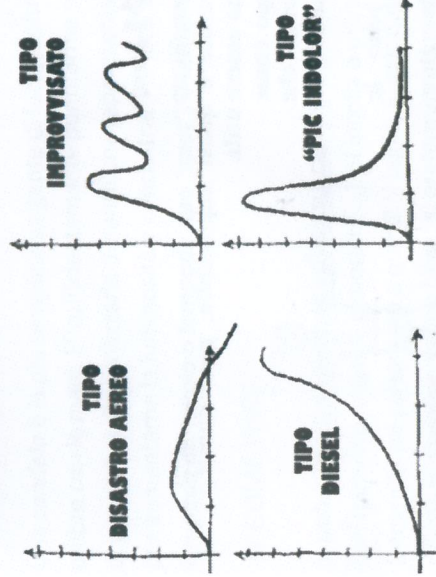 TIPO
DISASTRO AEREO
TIPO
IMPROVVISATO
TIPO
DIESEL
TIPO
"PIC INDOLOR"